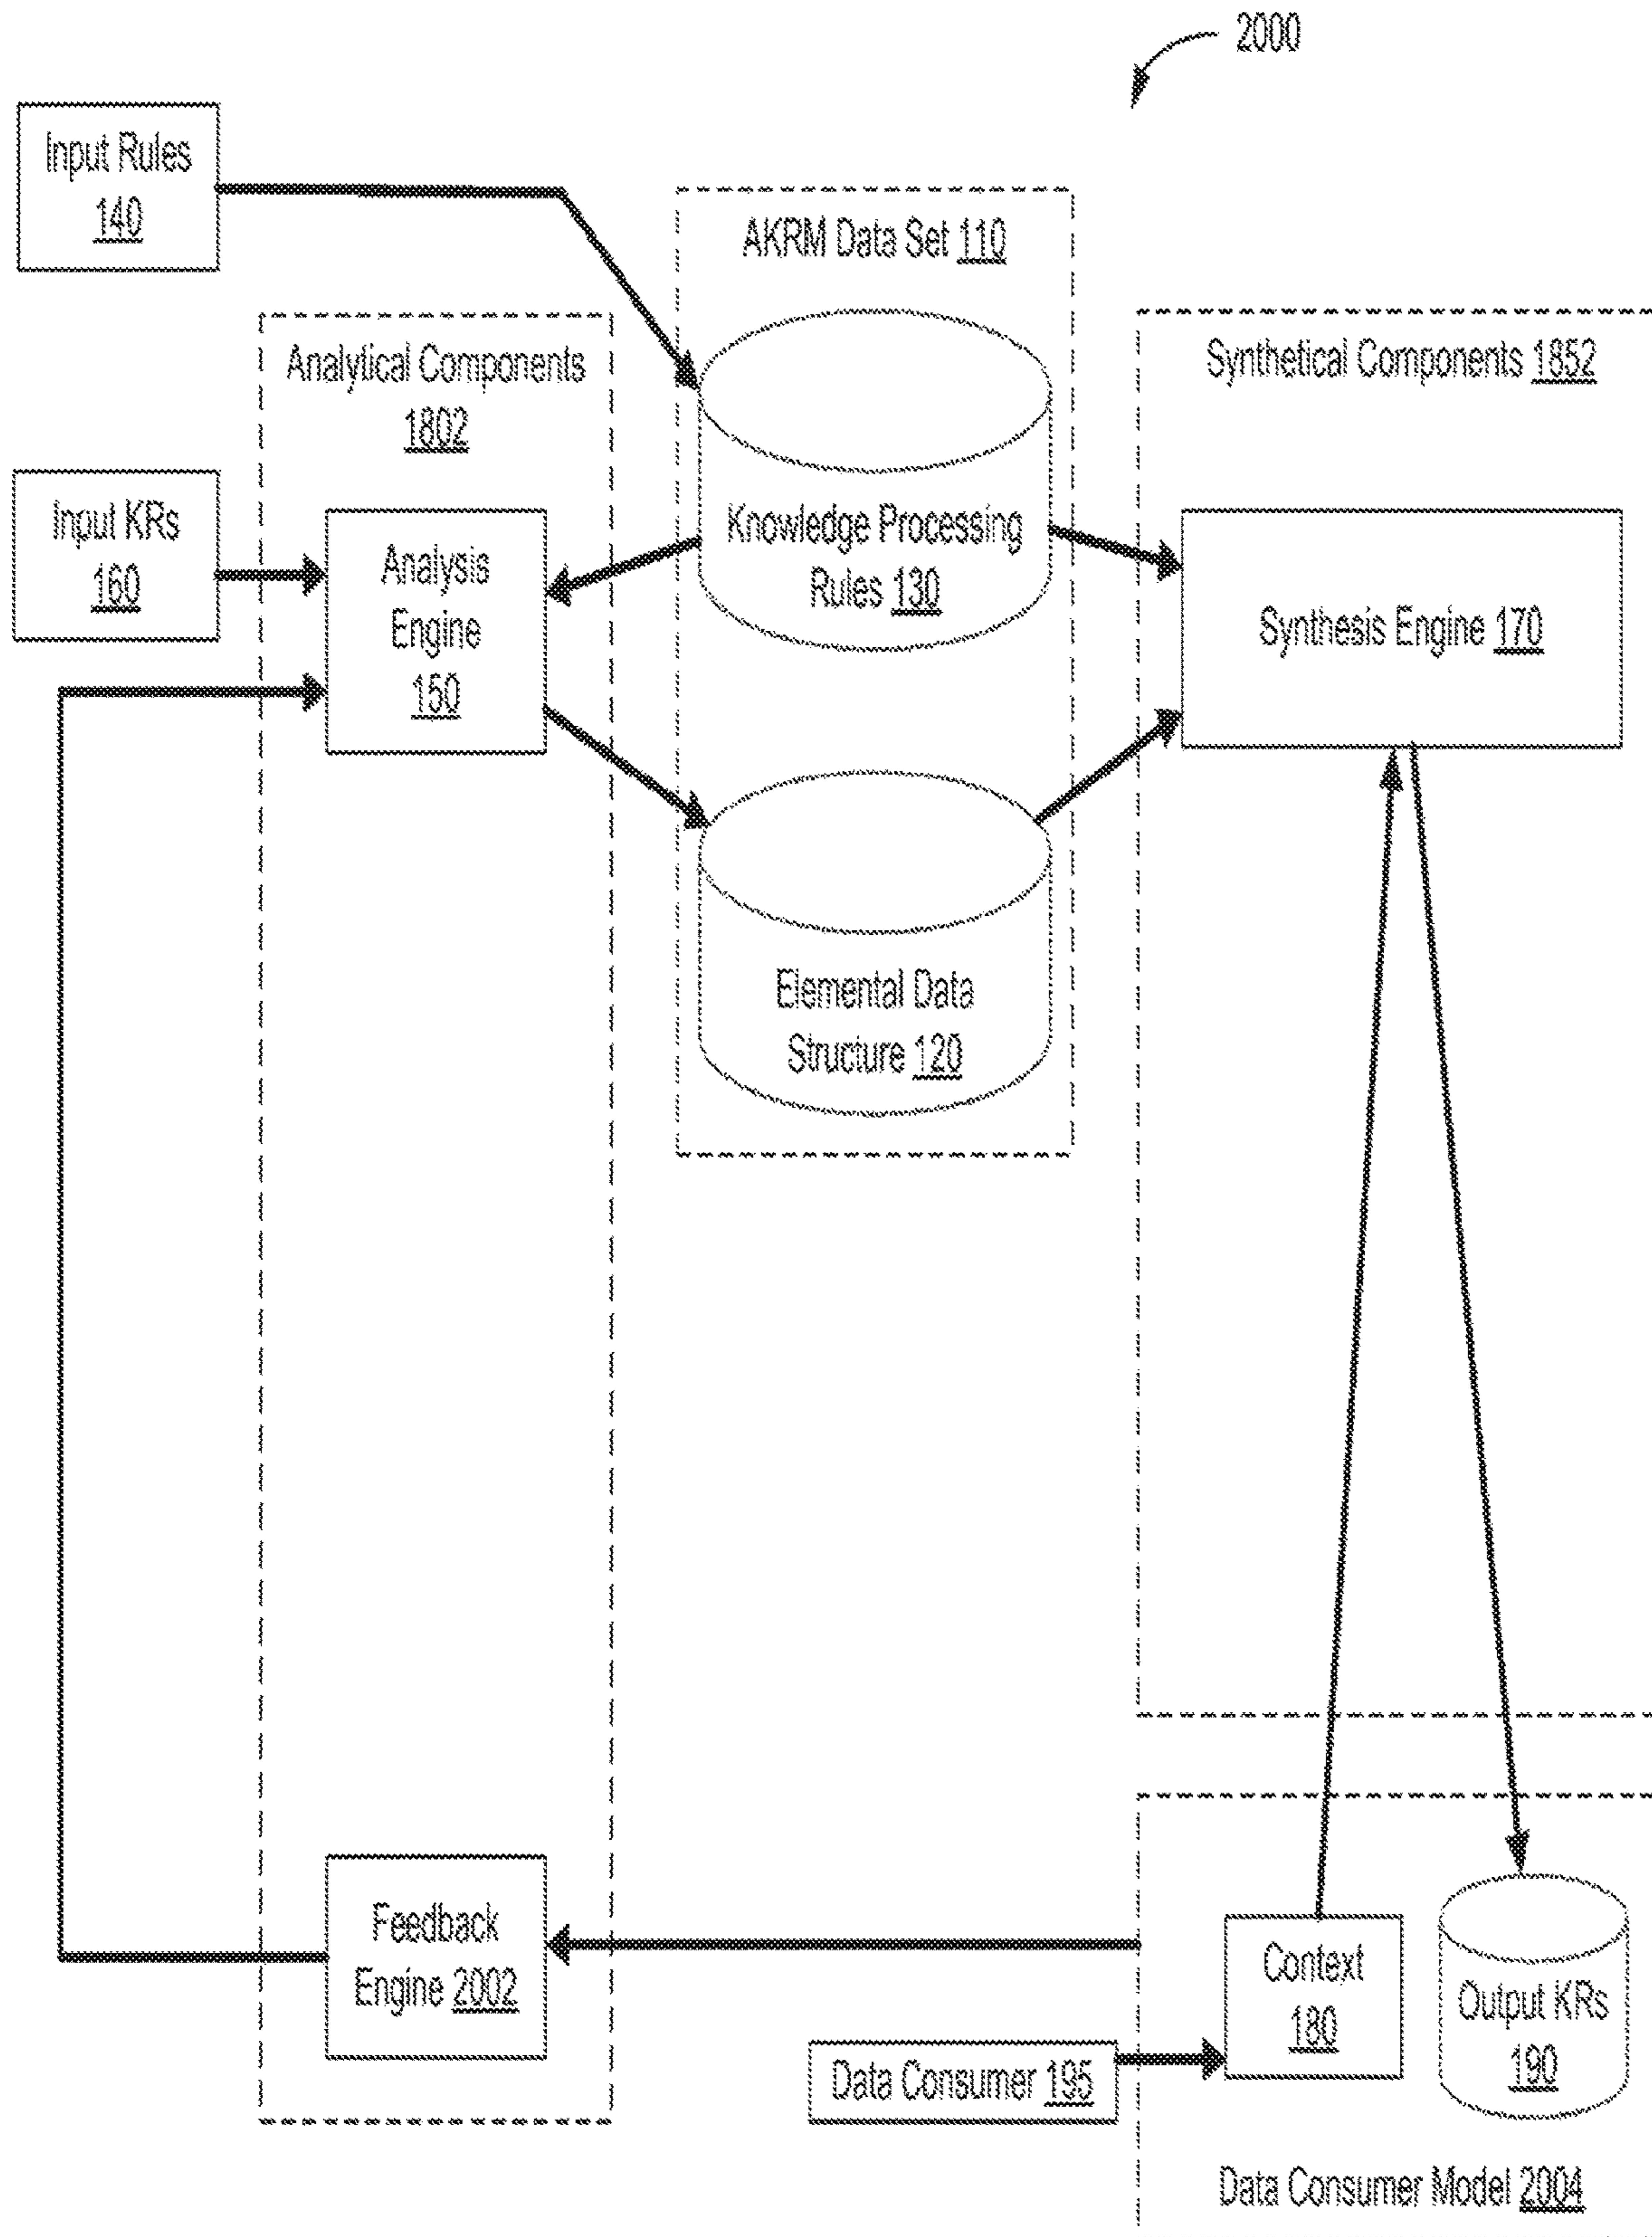 2000
Input Rules
140
AKRM Data Set 110
Analytical Components
1802
Synthetical Components 1852
Input KRs
160
Analysis
Engine
150
Knowledge Processing
Rules 130
Synthesis Engine 170
Elemental Data
Structure 120
Feedback
Engine 2002
Context
180
Output KRs
190
Data Consumer 195
Data Consumer Model 2004